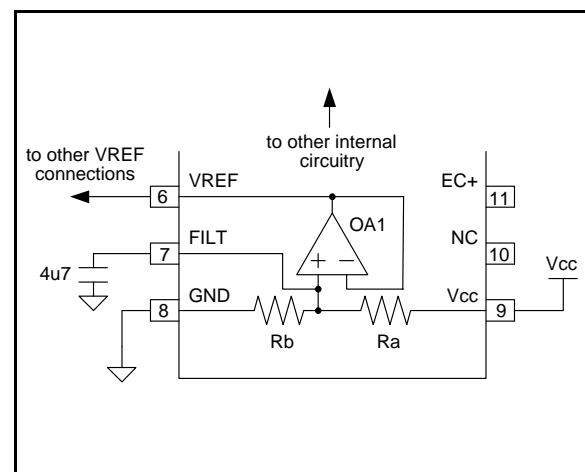 to other internal
circuitry
to other VREF
connections
VREF
6
EC+
11
OA1
FILT
7
NC
10
4u7
+ −
Vcc
GND
8
Vcc
9
Rb
Ra